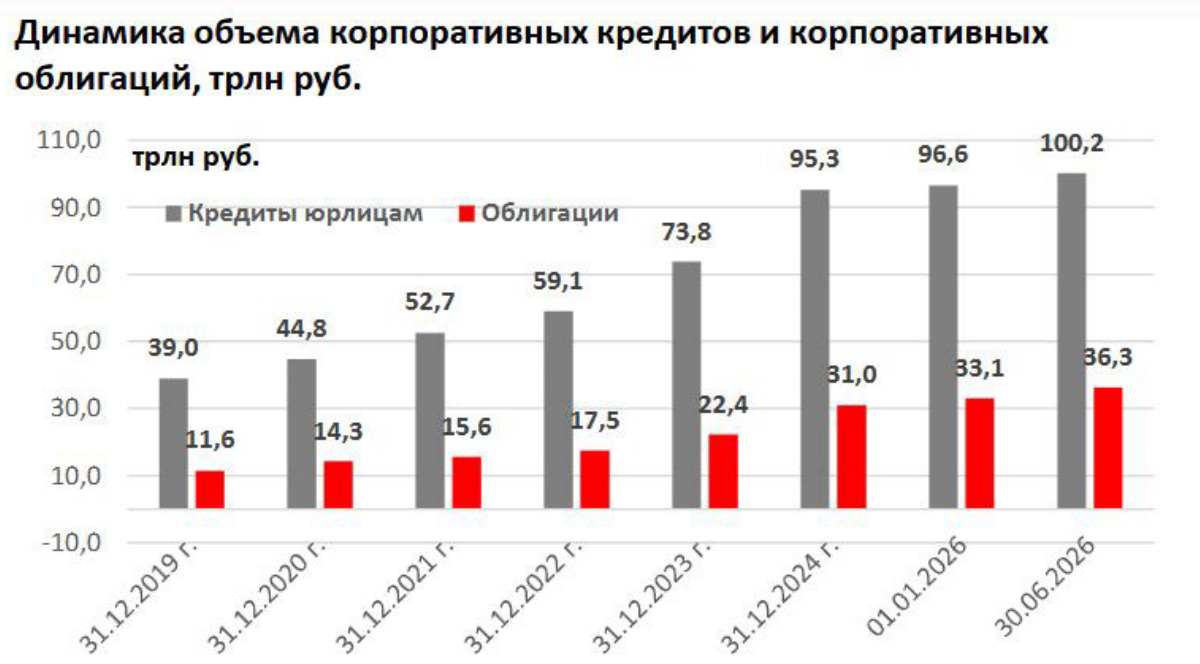 Динамика объема корпоративных кредитов и корпоративных
облигаций, трлн руб.
110,0
90,0
70,0
50,0
30,0
10,0
-10,0
трлн руб.
Кредиты юрлицам
Облигации
39,0
11,6
44,8
14,3
52,7
15,6
59,1
17,5
73,8
22,4
95,3
31,0
96,6
33,1
100,2
36,3
31.12.2019 г.
31.12.2020 г.
31.12.2021 г.
31.12.2022 г.
31.12.2023 г.
31.12.2024 г.
01.01.2026
30.06.2026